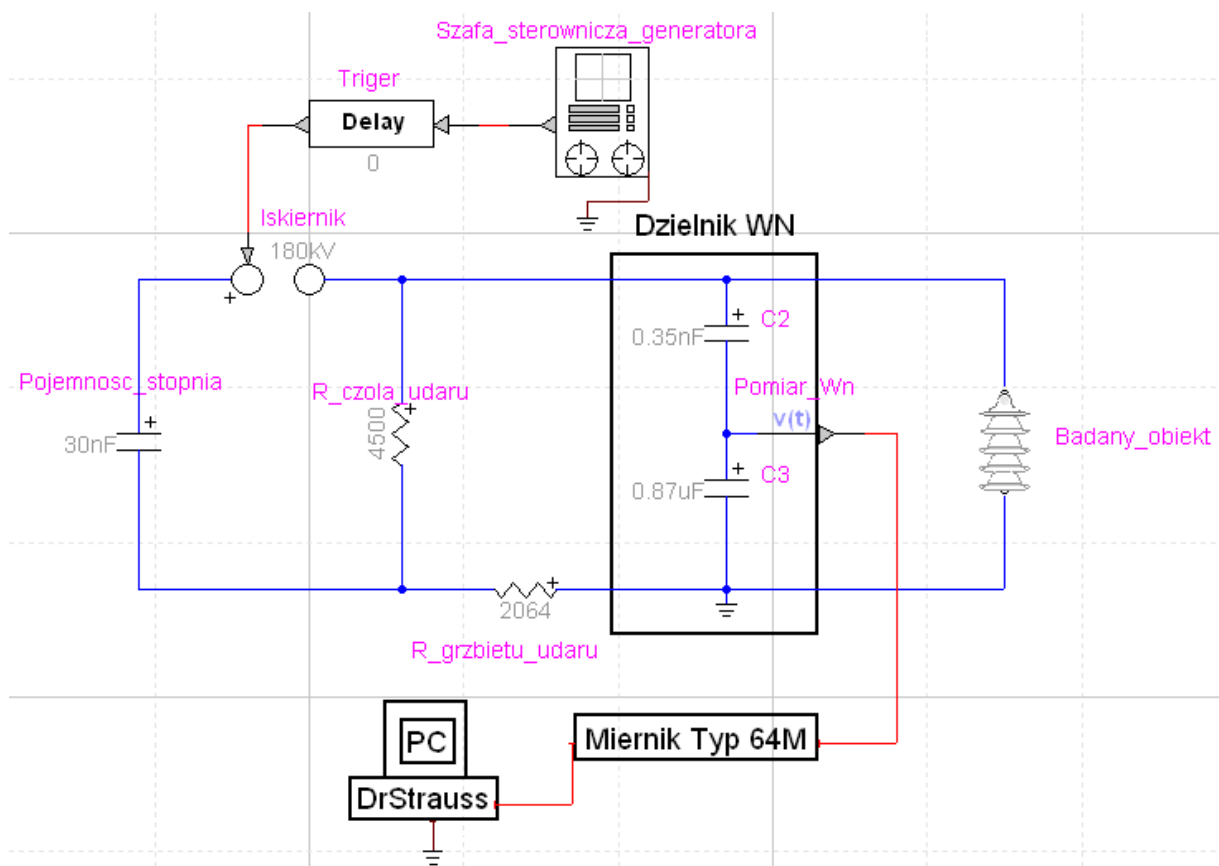 Szafa_sterownicza_generatora
Triger
Delay
0
Iskiernik
180kV
+
Dzielnik WN
+
C2
0.35nF
Pojemnosc_stopnia
+
30nF
R_czola_udaru
+
4500
Pomiar_Wn
v(t)
+
C3
0.87uF
Badany_obiekt
+
2064
R_grzbietu_udaru
PC
Miernik Typ 64M
DrStrauss